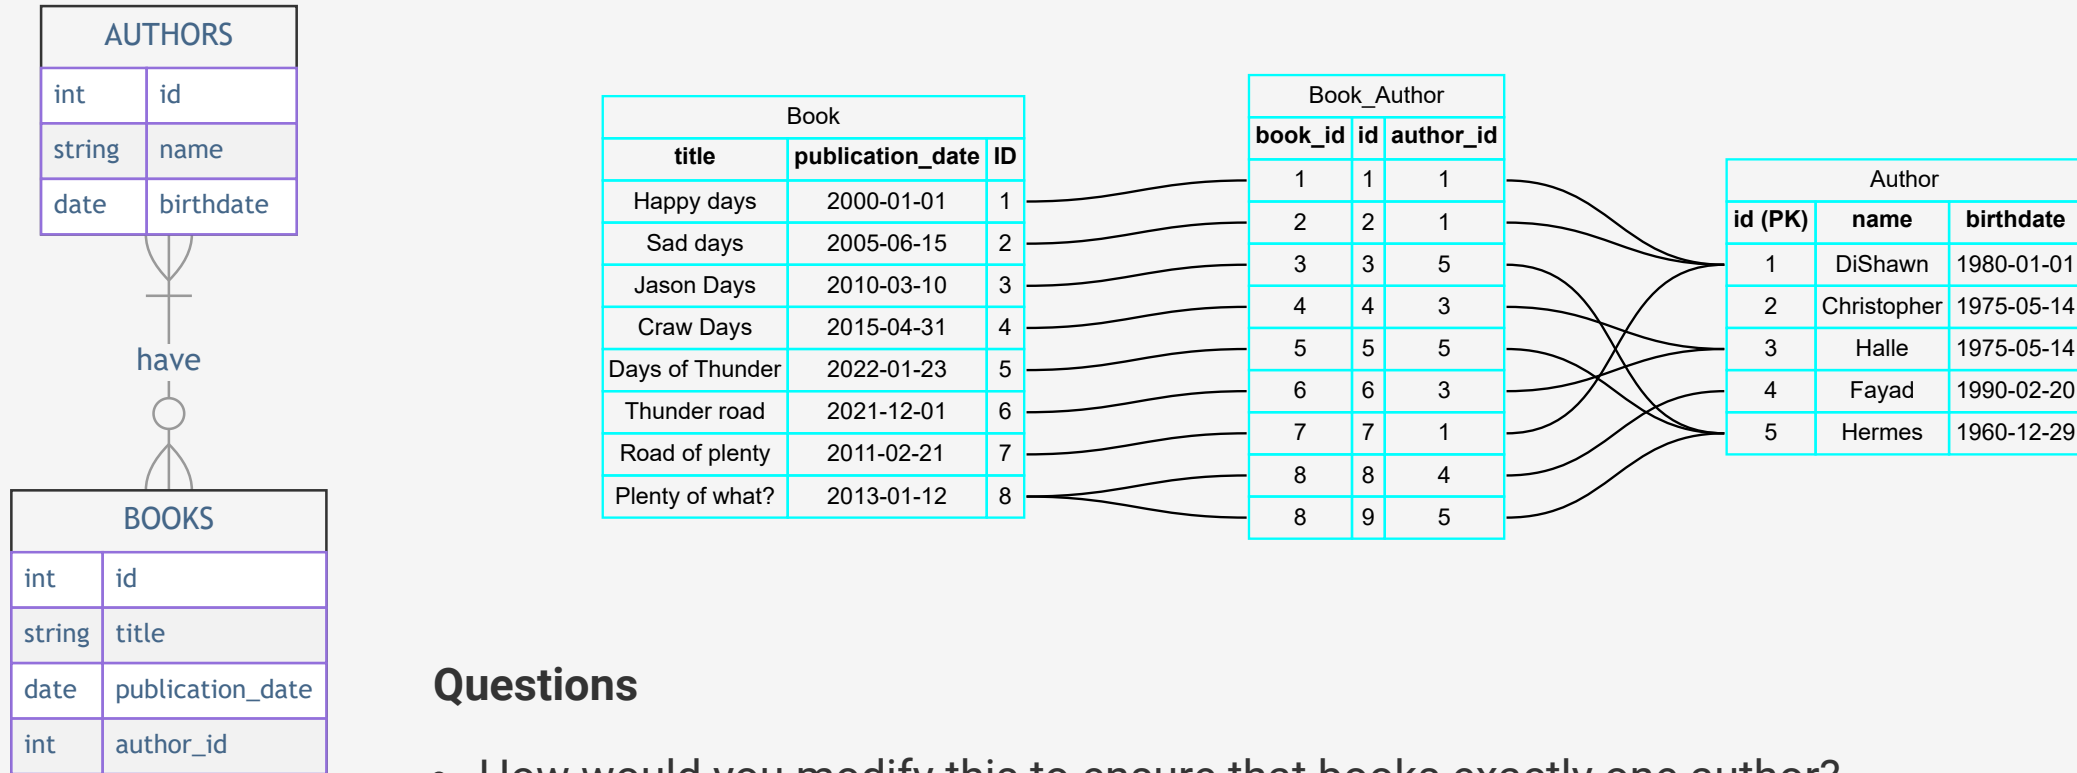 AUTHORS
int id
string name
date birthdate
have
BOOKS
int id
string title
date publication_date
int author_id
Book
title publication_date ID
Happy days 2000-01-01 1
Sad days 2005-06-15 2
Jason Days 2010-03-10 3
Craw Days 2015-04-31 4
Days of Thunder 2022-01-23 5
Thunder road 2021-12-01 6
Road of plenty 2011-02-21 7
Plenty of what? 2013-01-12 8
Book_Author
book_id id author_id
1 1 1
2 2 1
3 3 5
4 4 3
5 5 5
6 6 3
7 7 1
8 8 4
8 9 5
Author
id (PK) name birthdate
1 DiShawn 1980-01-01
2 Christopher 1975-05-14
3 Halle 1975-05-14
4 Fayad 1990-02-20
5 Hermes 1960-12-29
Questions
• How would you modify this to ensure that books exactly one author?